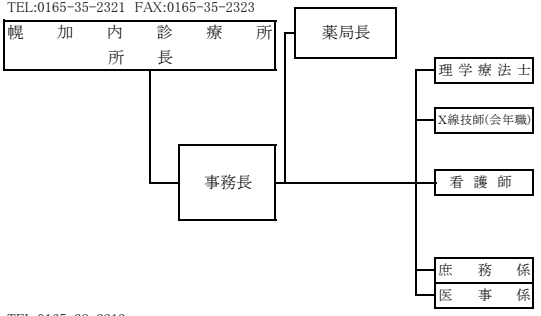 TEL:0165-35-2321 FAX:0165-35-2323
幌加内診療所
所長
薬局長
理学療法士
X線技師(会年職)
事務長
看護師
庶務係
医事係